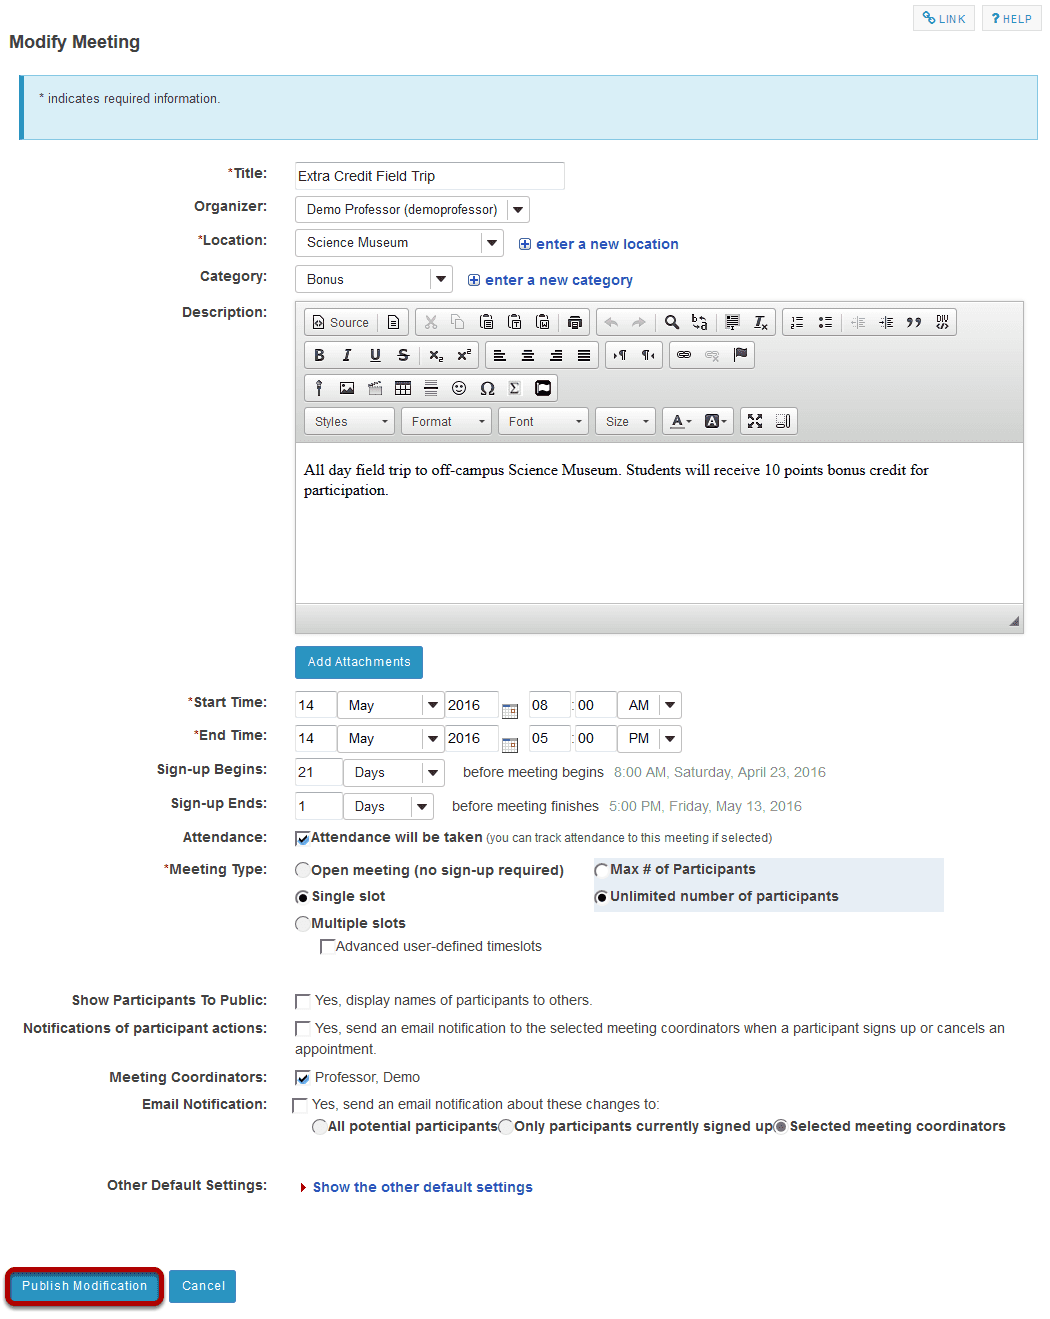 LINK ? HELP
Modify Meeting
* indicates required information.
*Title: Extra Credit Field Trip
Organizer: Demo Professor (demoprofessor)
*Location: Science Museum enter a new location
Category: Bonus enter a new category
Description:
Source
DIV
B I U S x₂ x²
Ω Σ
Styles Format Font Size A A
All day field trip to off-campus Science Museum. Students will receive 10 points bonus credit for
participation.
Add Attachments
*Start Time: 14 May 2016 08 : 00 AM
*End Time: 14 May 2016 05 : 00 PM
Sign-up Begins: 21 Days before meeting begins 8:00 AM, Saturday, April 23, 2016
Sign-up Ends: 1 Days before meeting finishes 5:00 PM, Friday, May 13, 2016
Attendance: Attendance will be taken (you can track attendance to this meeting if selected)
*Meeting Type: Open meeting (no sign-up required) Max # of Participants
Single slot Unlimited number of participants
Multiple slots
Advanced user-defined timeslots
Show Participants To Public: Yes, display names of participants to others.
Notifications of participant actions: Yes, send an email notification to the selected meeting coordinators when a participant signs up or cancels an
appointment.
Meeting Coordinators: Professor, Demo
Email Notification: Yes, send an email notification about these changes to:
All potential participants Only participants currently signed up Selected meeting coordinators
Other Default Settings: Show the other default settings
Publish Modification Cancel